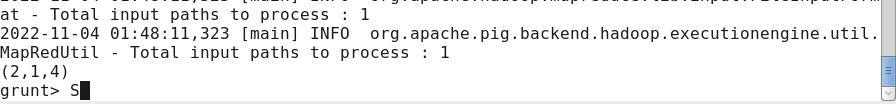 at - Total input paths to process : 1
2022-11-04 01:48:11,323 [main] INFO  org.apache.pig.backend.hadoop.executionengine.util.
MapRedUtil - Total input paths to process : 1
(2,1,4)
grunt> S